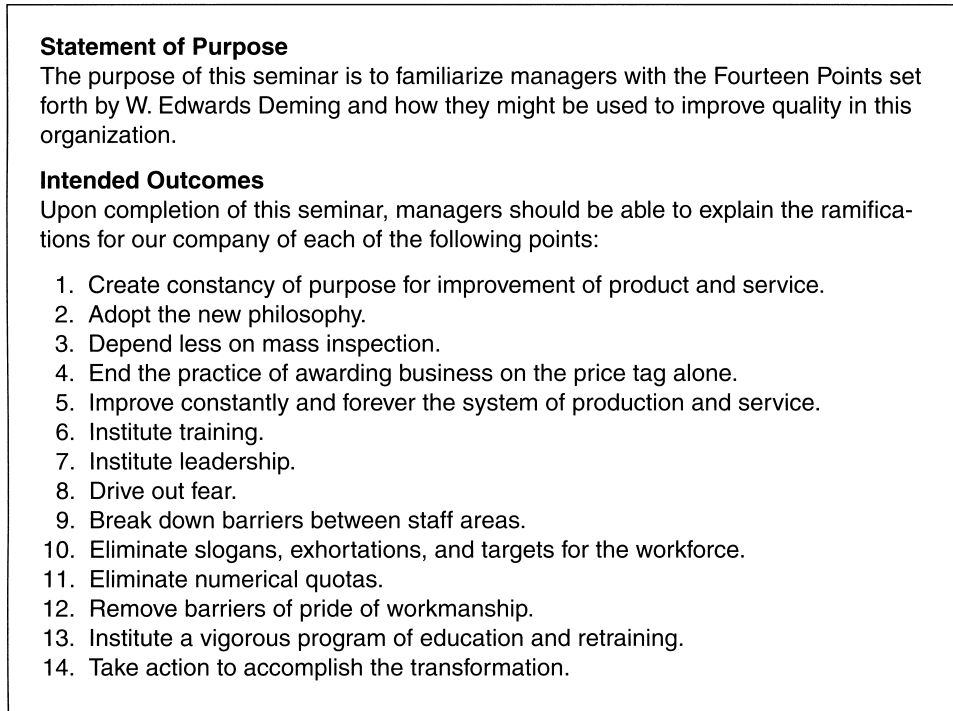 Statement of Purpose
The purpose of this seminar is to familiarize managers with the Fourteen Points set
forth by W. Edwards Deming and how they might be used to improve quality in this
organization.
Intended Outcomes
Upon completion of this seminar, managers should be able to explain the ramifica-
tions for our company of each of the following points:
1. Create constancy of purpose for improvement of product and service.
2. Adopt the new philosophy.
3. Depend less on mass inspection.
4. End the practice of awarding business on the price tag alone.
5. Improve constantly and forever the system of production and service.
6. Institute training.
7. Institute leadership.
8. Drive out fear.
9. Break down barriers between staff areas.
10. Eliminate slogans, exhortations, and targets for the workforce.
11. Eliminate numerical quotas.
12. Remove barriers of pride of workmanship.
13. Institute a vigorous program of education and retraining.
14. Take action to accomplish the transformation.